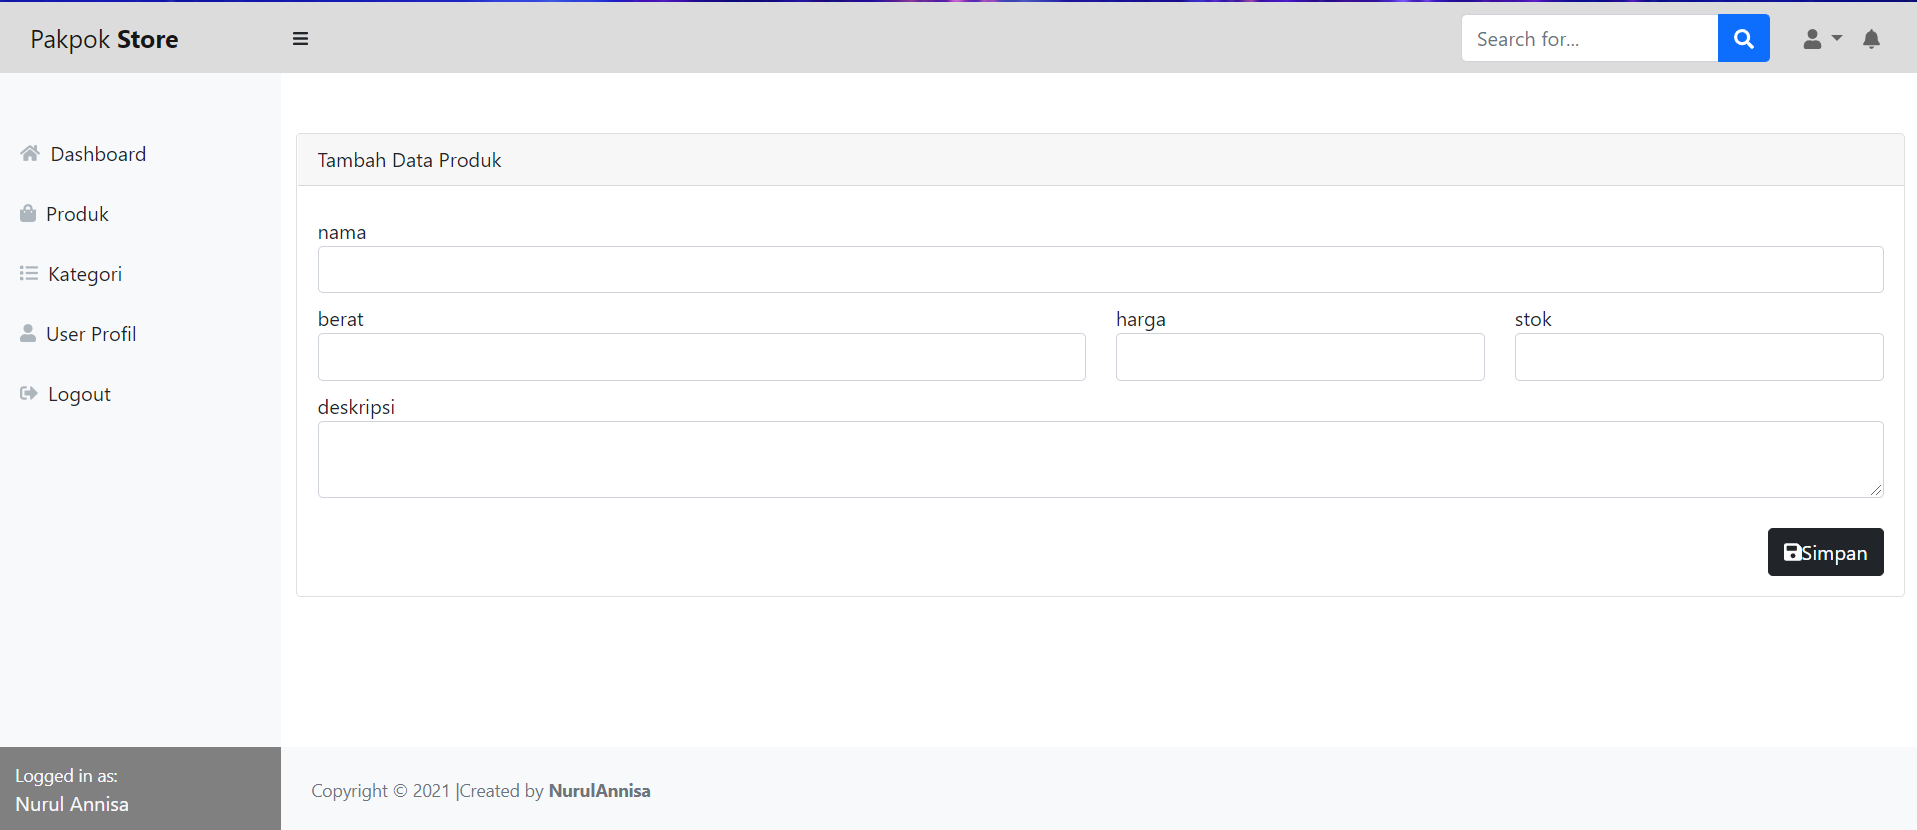 Pakpok Store
Search for...
Dashboard
Produk
Kategori
User Profil
Logout
Tambah Data Produk
nama
berat
harga
stok
deskripsi
Simpan
Logged in as:
Nurul Annisa
Copyright © 2021 |Created by NurulAnnisa